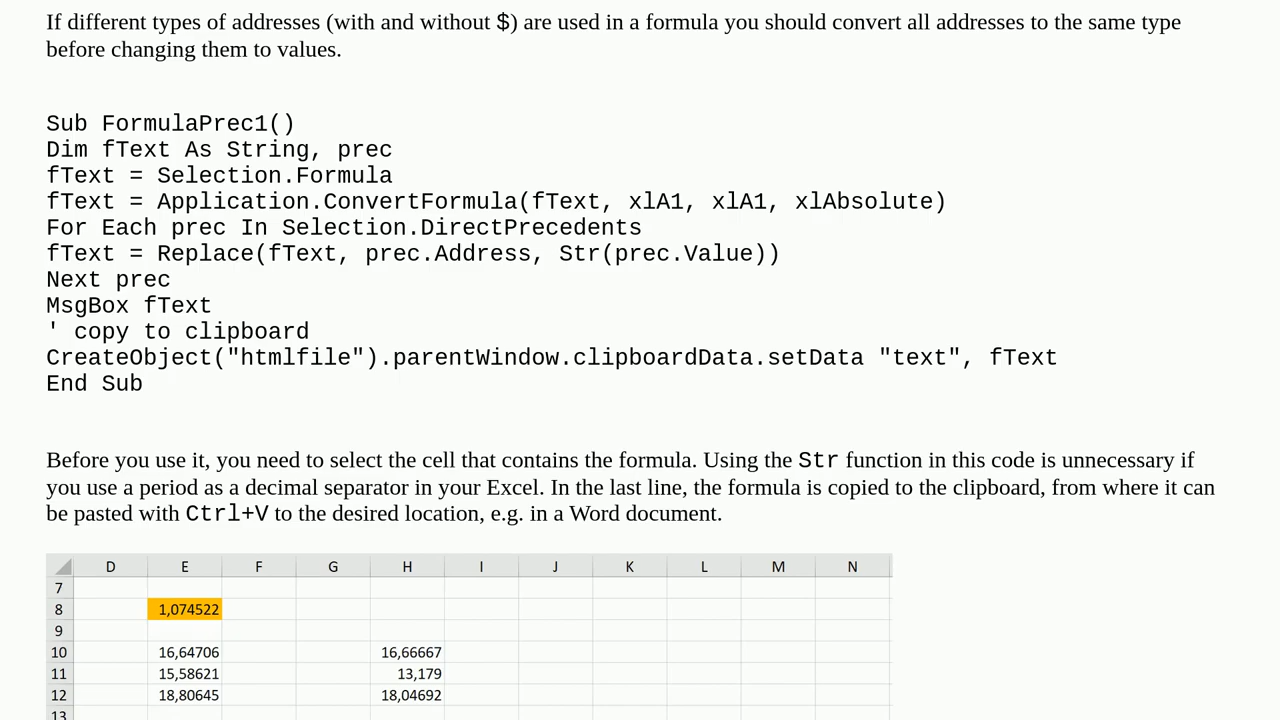 If different types of addresses (with and without $) are used in a formula you should convert all addresses to the same type
before changing them to values.
Sub FormulaPrec1()
Dim fText As String, prec
fText = Selection.Formula
fText = Application.ConvertFormula(fText, xlA1, xlA1, xlAbsolute)
For Each prec In Selection.DirectPrecedents
fText = Replace(fText, prec.Address, Str(prec.Value))
Next prec
MsgBox fText
' copy to clipboard
CreateObject("htmlfile").parentWindow.clipboardData.setData "text", fText
End Sub
Before you use it, you need to select the cell that contains the formula. Using the Str function in this code is unnecessary if
you use a period as a decimal separator in your Excel. In the last line, the formula is copied to the clipboard, from where it can
be pasted with Ctrl+V to the desired location, e.g. in a Word document.
D E F G H I J K L M N
7
8 1,074522
9
10 16,64706 16,66667
11 15,58621 13,179
12 18,80645 18,04692
13